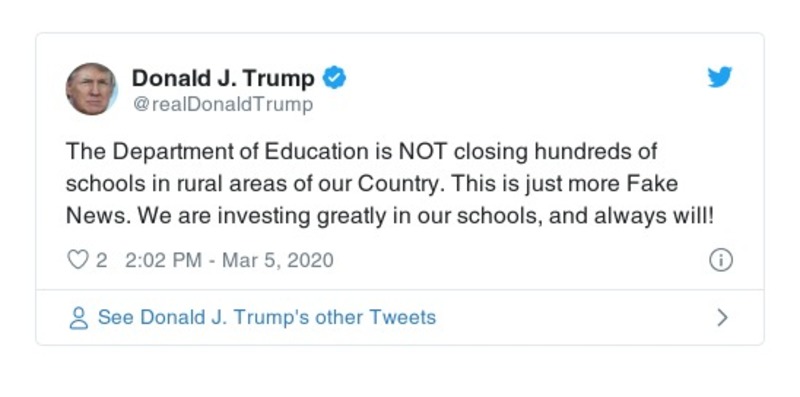 Donald J. Trump
@realDonaldTrump
The Department of Education is NOT closing hundreds of
schools in rural areas of our Country. This is just more Fake
News. We are investing greatly in our schools, and always will!
2 2:02 PM - Mar 5, 2020
See Donald J. Trump's other Tweets